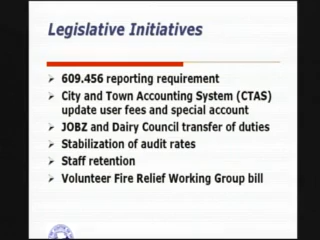 Legislative Initiatives
609.456 reporting requirement
City and Town Accounting System (CTAS)
update user fees and special account
JOBZ and Dairy Council transfer of duties
Stabilization of audit rates
Staff retention
Volunteer Fire Relief Working Group bill